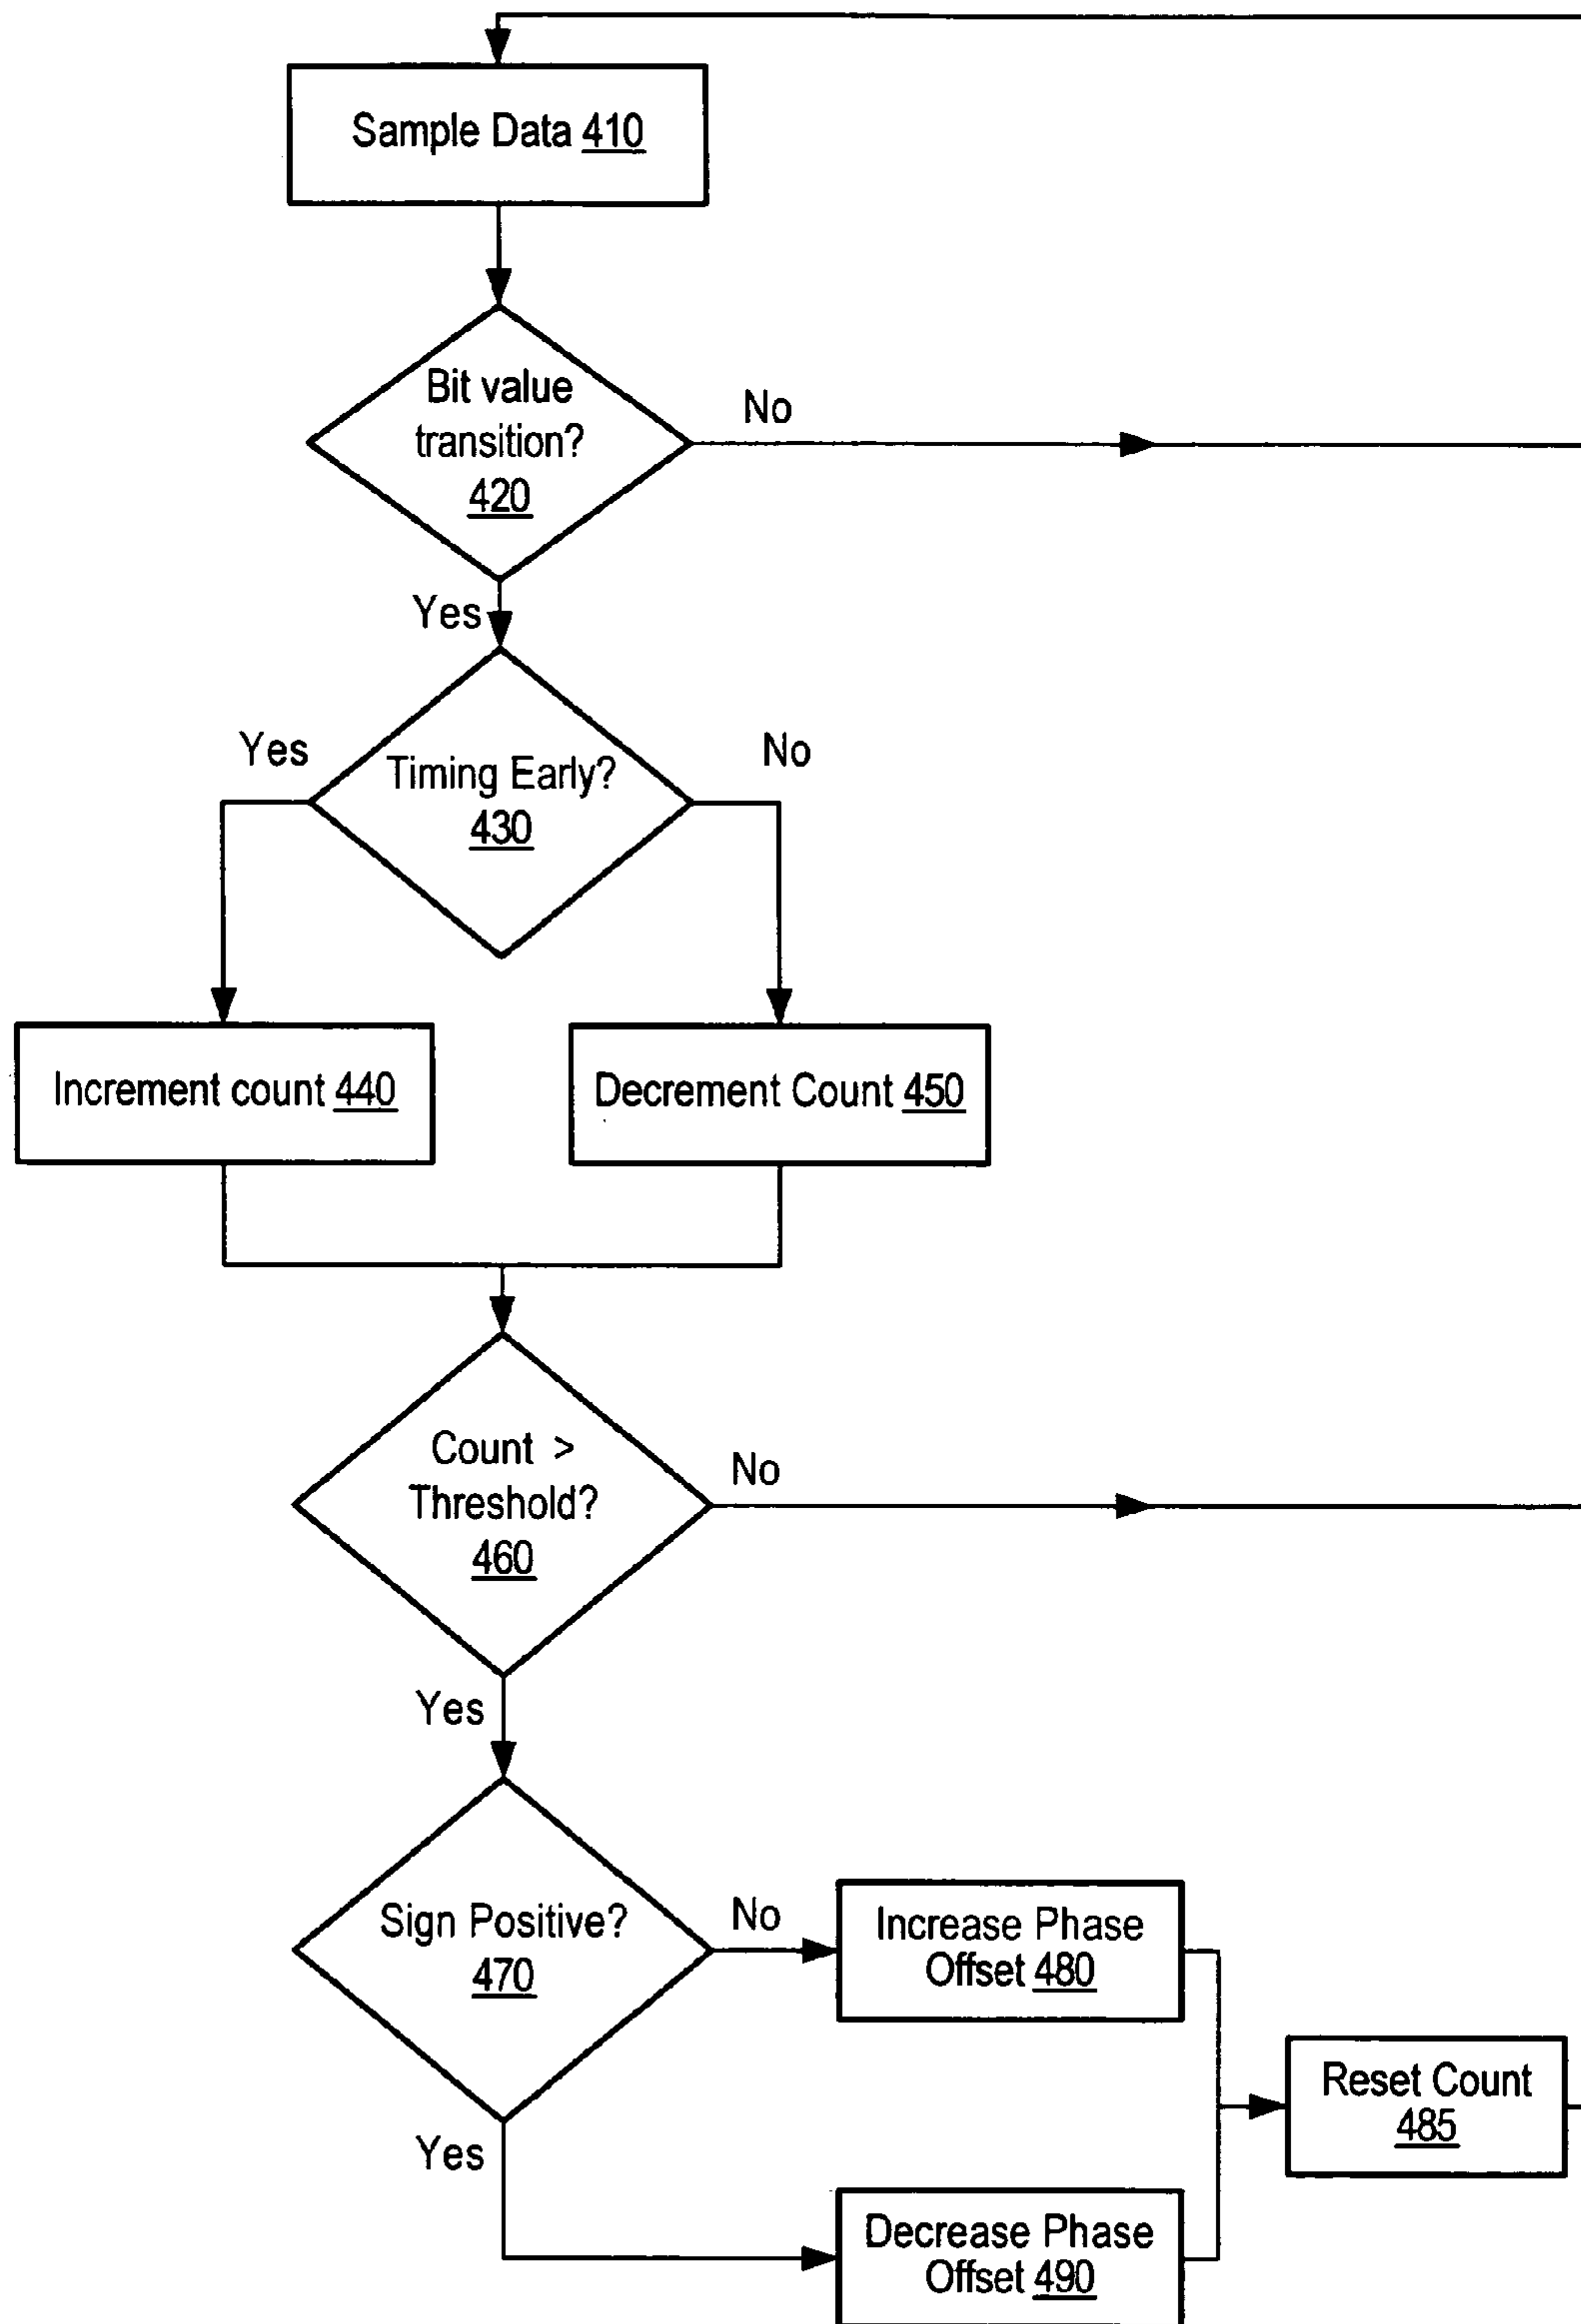 Sample Data 410
Bit value
transition?
420
No
Yes
Timing Early?
430
Yes
No
Increment count 440
Decrement Count 450
Count >
Threshold?
460
No
Yes
Sign Positive?
470
No
Yes
Increase Phase
Offset 480
Reset Count
485
Decrease Phase
Offset 490